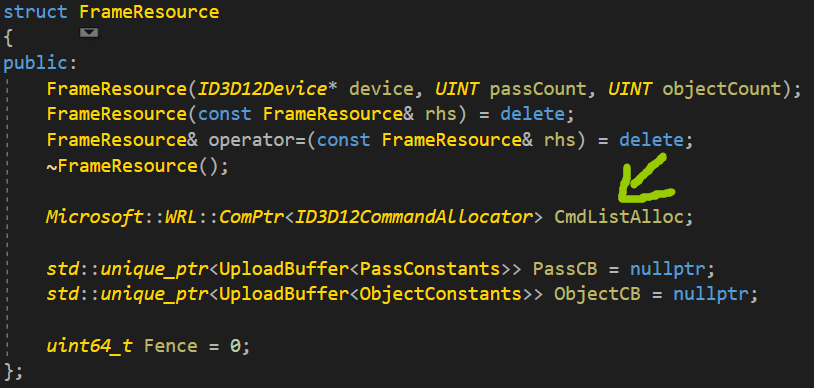 struct FrameResource
{
public:
    FrameResource(ID3D12Device* device, UINT passCount, UINT objectCount);
    FrameResource(const FrameResource& rhs) = delete;
    FrameResource& operator=(const FrameResource& rhs) = delete;
    ~FrameResource();

    Microsoft::WRL::ComPtr<ID3D12CommandAllocator> CmdListAlloc;

    std::unique_ptr<UploadBuffer<PassConstants>> PassCB = nullptr;
    std::unique_ptr<UploadBuffer<ObjectConstants>> ObjectCB = nullptr;

    uint64_t Fence = 0;
};